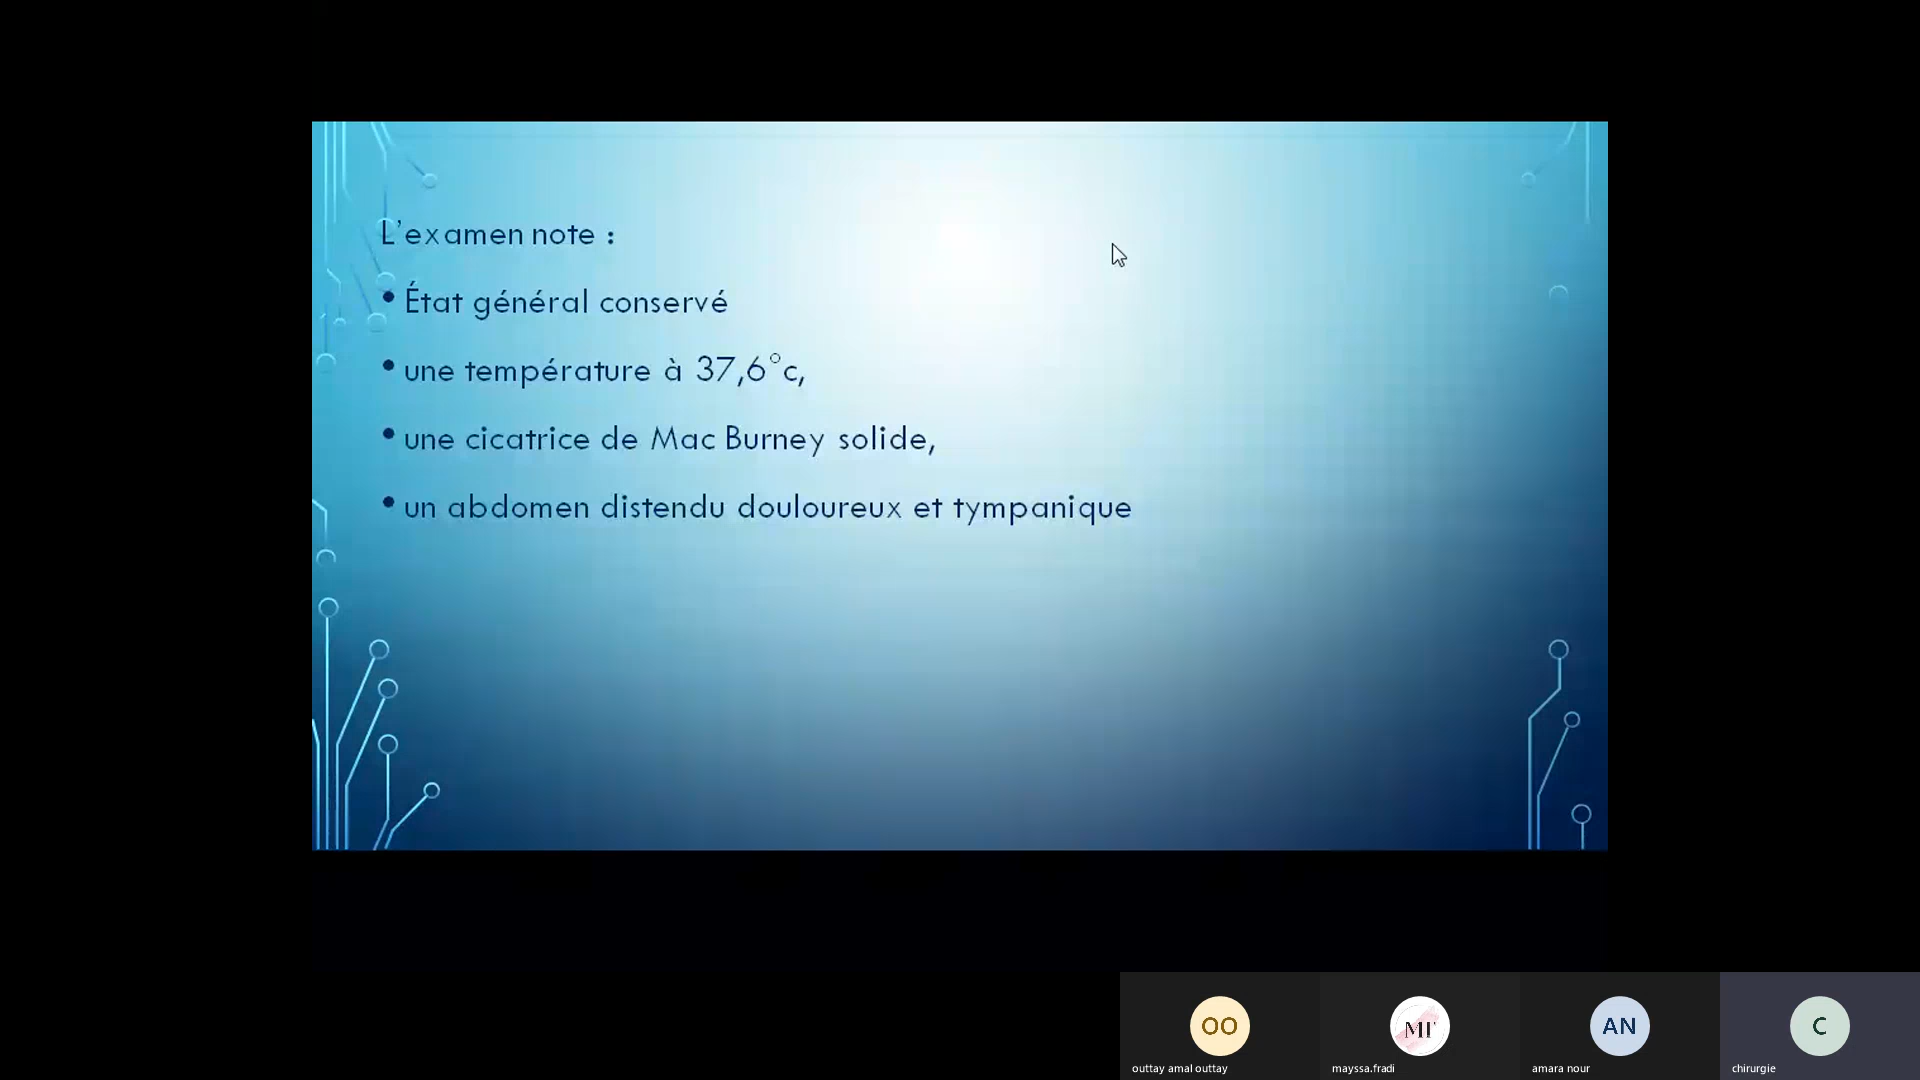 L'examen note :
• État général conservé
• une température à 37,6°c,
• une cicatrice de Mac Burney solide,
• un abdomen distendu douloureux et tympanique
OO
AN
C
outtay amal outtay
mayssa.fradi
amara nour
chirurgie